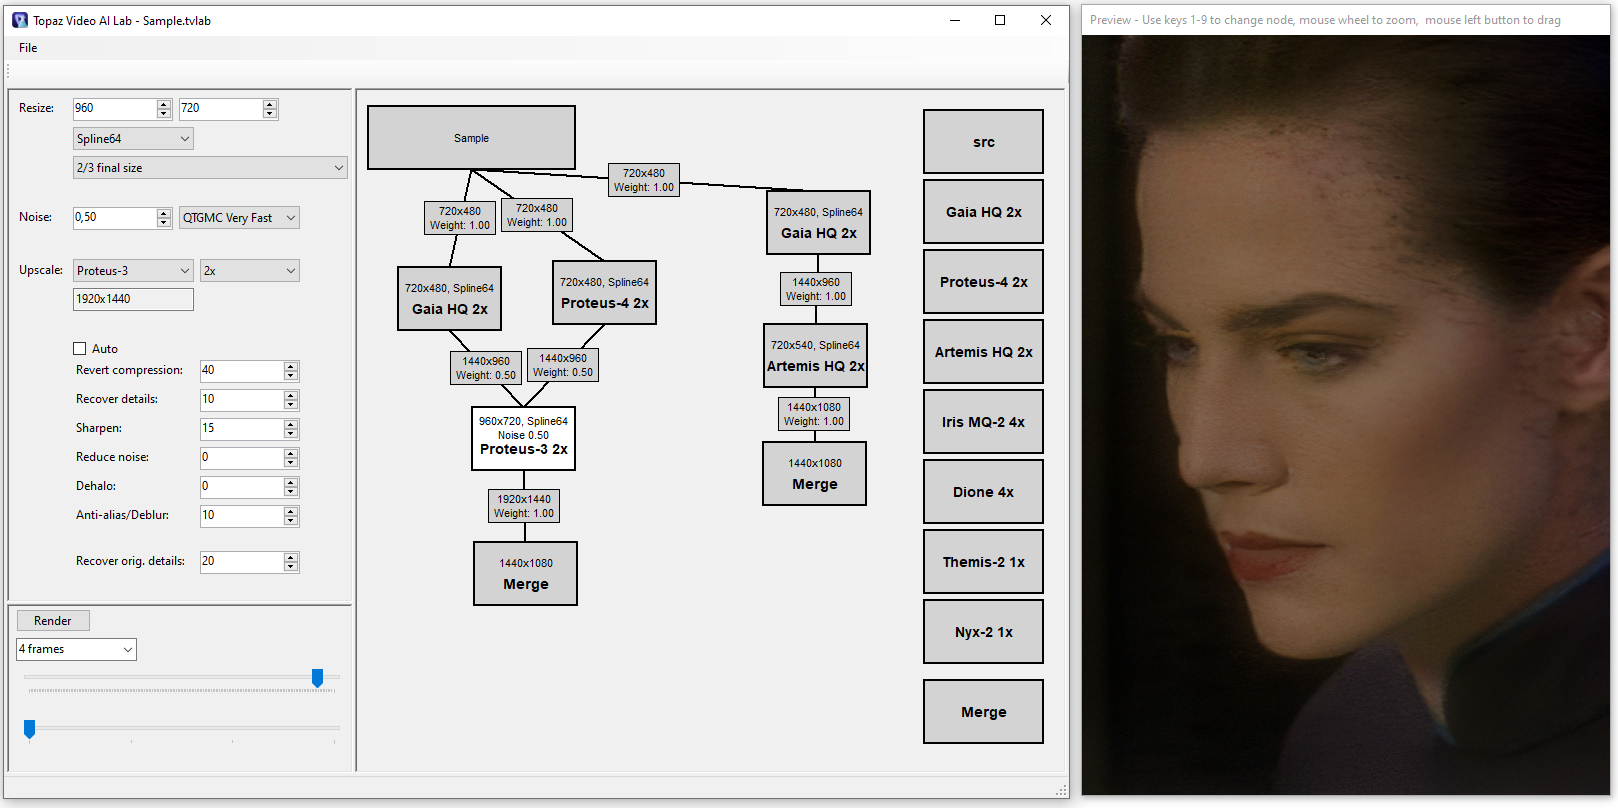 Topaz Video AI Lab - Sample.tvlab
File
Resize:
960
720
Spline64
2/3 final size
Noise:
0,50
QTGMC Very Fast
Upscale:
Proteus-3
2x
1920x1440
Auto
Revert compression:
40
Recover details:
10
Sharpen:
15
Reduce noise:
0
Dehalo:
0
Anti-alias/Deblur:
10
Recover orig. details:
20
Render
4 frames
Sample
720x480
Weight: 1.00
720x480
Weight: 1.00
720x480
Weight: 1.00
720x480, Spline64
Gaia HQ 2x
720x480, Spline64
Proteus-4 2x
720x480, Spline64
Gaia HQ 2x
1440x960
Weight: 0.50
1440x960
Weight: 0.50
1440x960
Weight: 1.00
960x720, Spline64
Noise 0.50
Proteus-3 2x
720x540, Spline64
Artemis HQ 2x
1920x1440
Weight: 1.00
1440x1080
Weight: 1.00
1440x1080
Merge
1440x1080
Merge
src
Gaia HQ 2x
Proteus-4 2x
Artemis HQ 2x
Iris MQ-2 4x
Dione 4x
Themis-2 1x
Nyx-2 1x
Merge
Preview - Use keys 1-9 to change node, mouse wheel to zoom,  mouse left button to drag